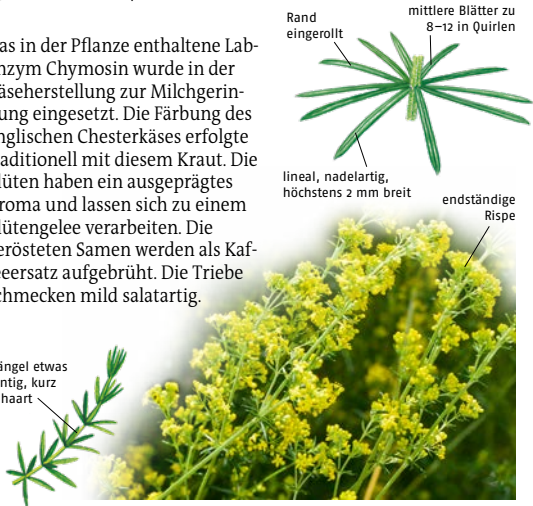 Rand
eingerollt
mittlere Blätter zu
8–12 in Quirlen
as in der Pflanze enthaltene Lab-
nzym Chymosin wurde in der
äseherstellung zur Milchgerin-
ung eingesetzt. Die Färbung des
nglischen Chesterkäses erfolgte
aditionell mit diesem Kraut. Die
lüten haben ein ausgeprägtes
roma und lassen sich zu einem
lütengelee verarbeiten. Die
erösteten Samen werden als Kaf-
eeersatz aufgebrüht. Die Triebe
chmecken mild salatartig.
lineal, nadelartig,
höchstens 2 mm breit
endständige
Rispe
ängel etwas
ntig, kurz
haart